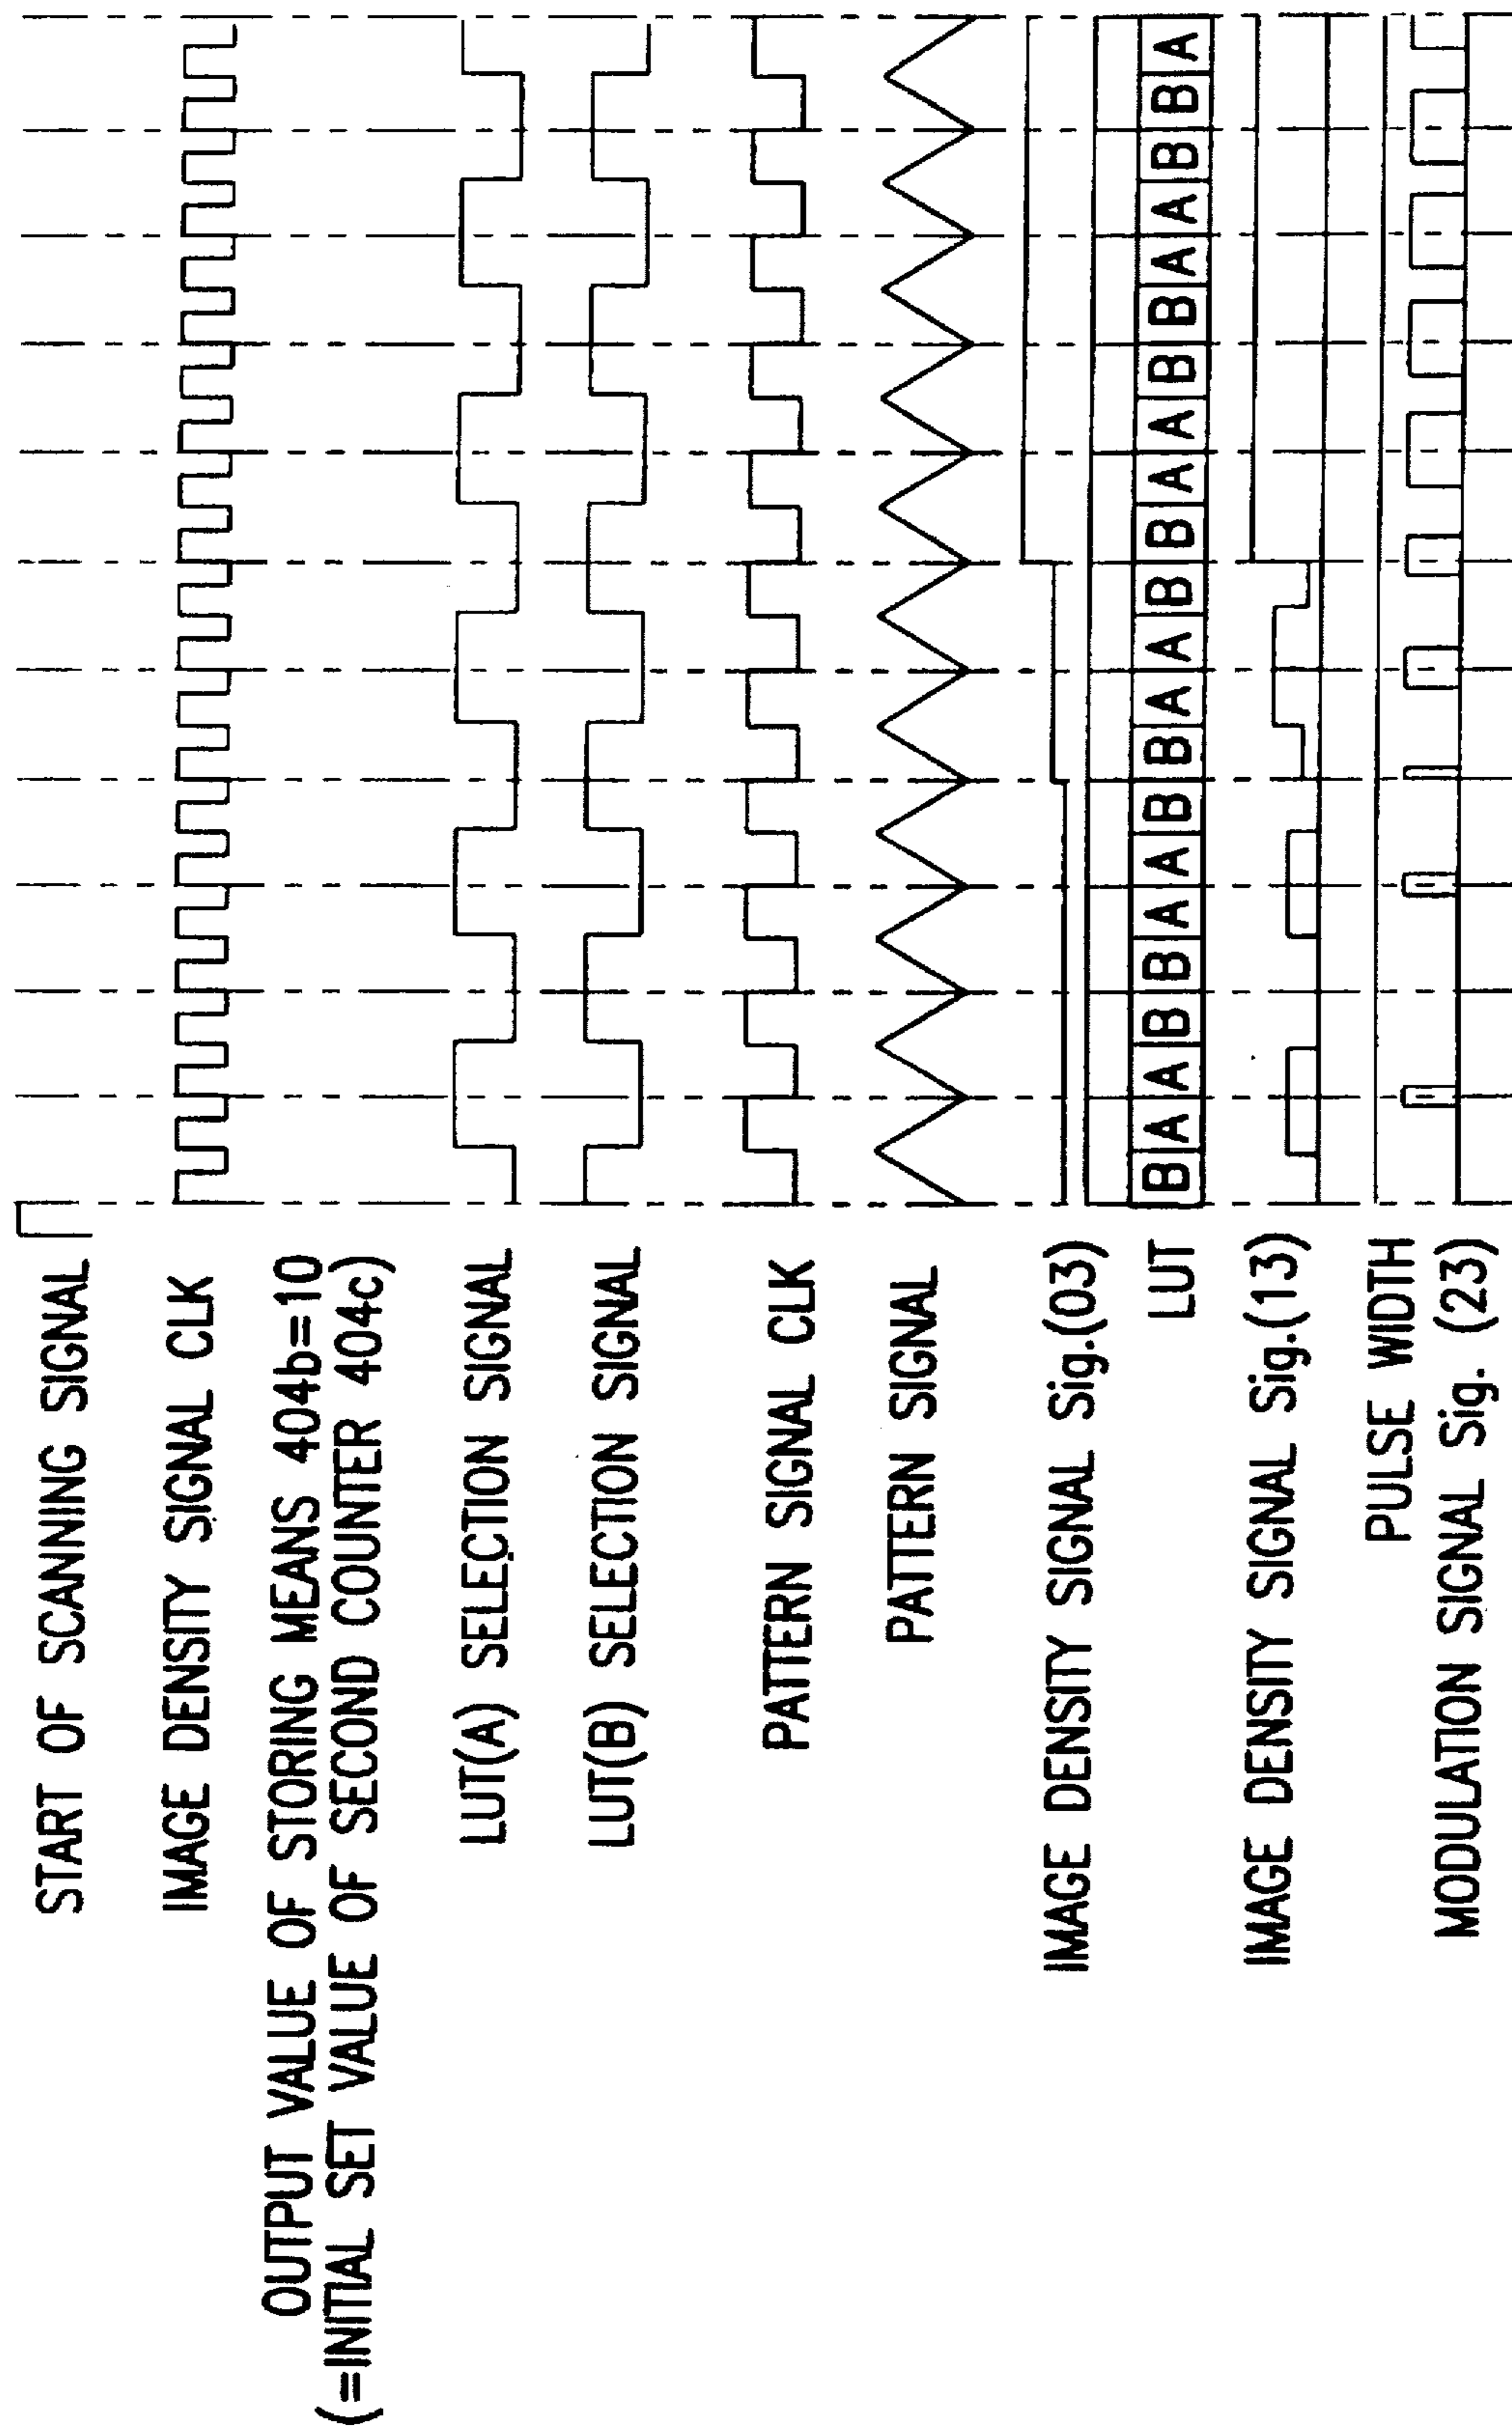 START OF SCANNING SIGNAL
IMAGE DENSITY SIGNAL CLK
OUTPUT VALUE OF STORING MEANS 404b=10
(=INITIAL SET VALUE OF SECOND COUNTER 404c)
LUT(A) SELECTION SIGNAL
LUT(B) SELECTION SIGNAL
PATTERN SIGNAL CLK
PATTERN SIGNAL
IMAGE DENSITY SIGNAL Sig.(03)
LUT B A A B B A A B B A A B B A A B B A A B B A
IMAGE DENSITY SIGNAL Sig.(13)
PULSE WIDTH
MODULATION SIGNAL Sig. (23)